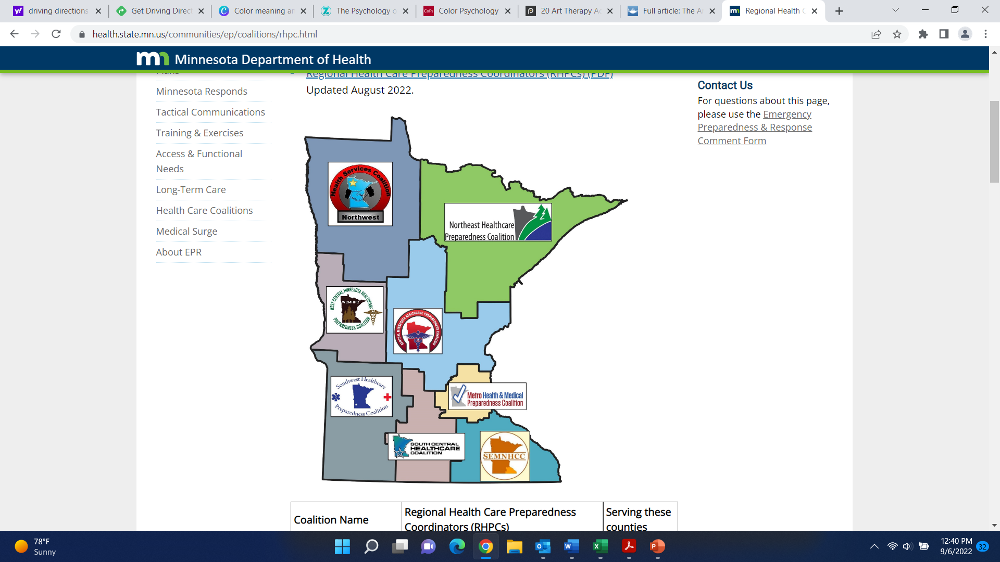 driving directions
Get Driving Direct
Color meaning an
The Psychology o
CoPs
Color Psychology
20 Art Therapy Ac
Full article: The A
mn
Regional Health C
health.state.mn.us/communities/ep/coalitions/rhpc.html
mn Minnesota Department of Health
Plans
Minnesota Responds
Tactical Communications
Training & Exercises
Access & Functional
Needs
Long-Term Care
Health Care Coalitions
Medical Surge
About EPR
Regional Health Care Preparedness Coordinators (RHPCs) (PDF)
Updated August 2022.
Health Services Coalition
Northwest
Northeast Healthcare
Preparedness Coalition
WEST CENTRAL MINNESOTA HEALTHCARE
WCMHPC
PREPAREDNESS COALITION
CENTRAL MINNESOTA HEALTHCARE PREPAREDNESS COALITION
Southwest Healthcare
Preparedness Coalition
Metro Health & Medical
Preparedness Coalition
SOUTH CENTRAL
HEALTHCARE
COALITION
SEMNHCC
Coalition Name
Regional Health Care Preparedness
Coordinators (RHPCs)
Serving these
counties
Contact Us
For questions about this page,
please use the Emergency
Preparedness & Response
Comment Form
78°F
Sunny
12:40 PM
9/6/2022
32